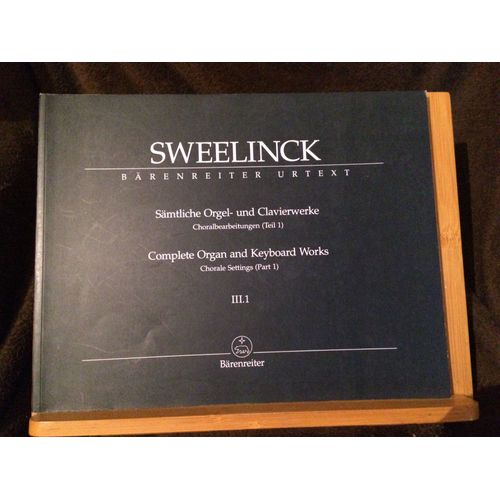 SWEELINCK
BÄRENREITER URTEXT
Sämtliche Orgel- und Clavierwerke
Choralbearbeitungen (Teil 1)
Complete Organ and Keyboard Works
Chorale Settings (Part 1)
III.1
Bärenreiter